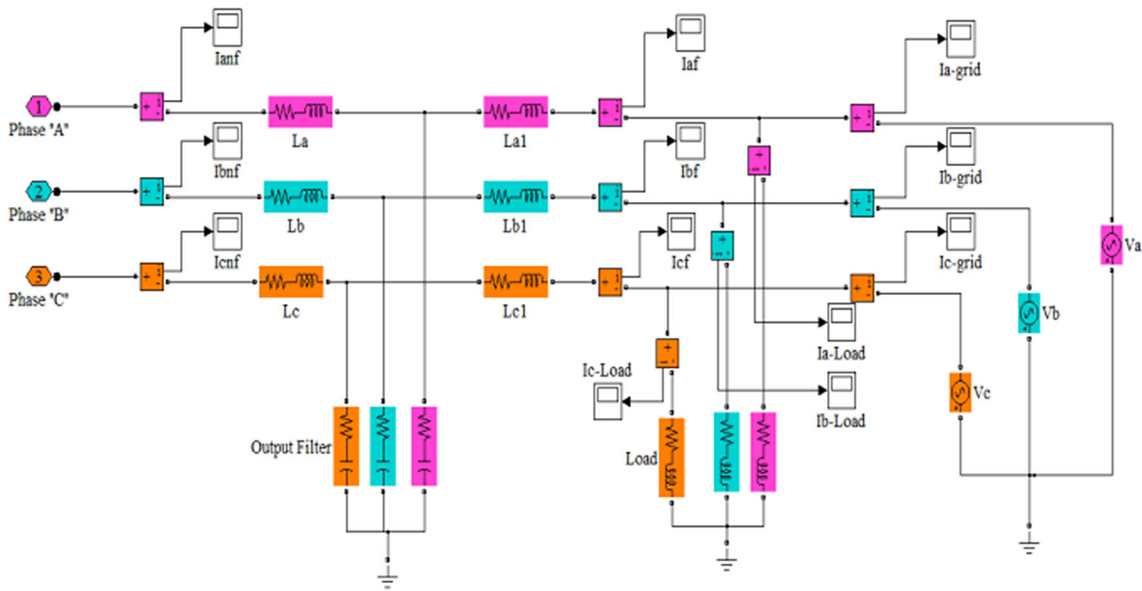 Ianf
Iaf
Ia-grid
1
Phase "A"
La
La1
Ibnf
Ibf
Ib-grid
2
Phase "B"
Lb
Lb1
Icnf
Icf
Ic-grid
Va
3
Phase "C"
Lc
Lc1
Vb
Ia-Load
Ic-Load
Vc
Ib-Load
Output Filter
Load